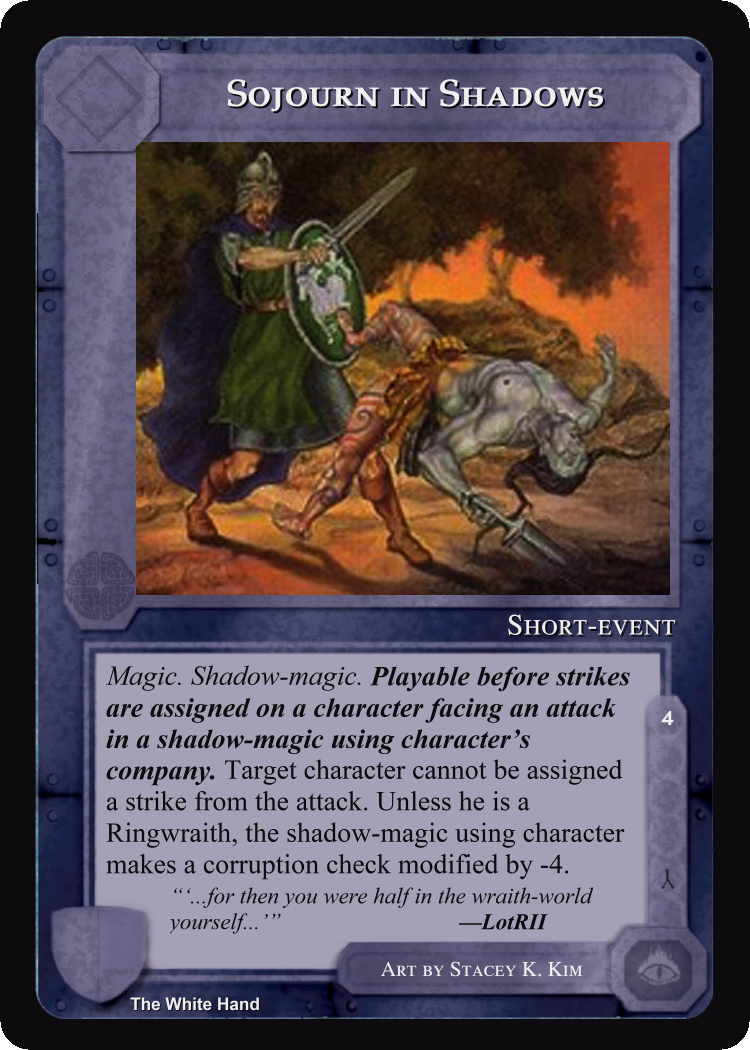 Sojourn in Shadows
Short-event
Magic. Shadow-magic. Playable before strikes
are assigned on a character facing an attack
in a shadow-magic using character's
company. Target character cannot be assigned
a strike from the attack. Unless he is a
Ringwraith, the shadow-magic using character
makes a corruption check modified by -4.
"'...for then you were half in the wraith-world
yourself...'" —LotRII
4
Art by Stacey K. Kim
The White Hand